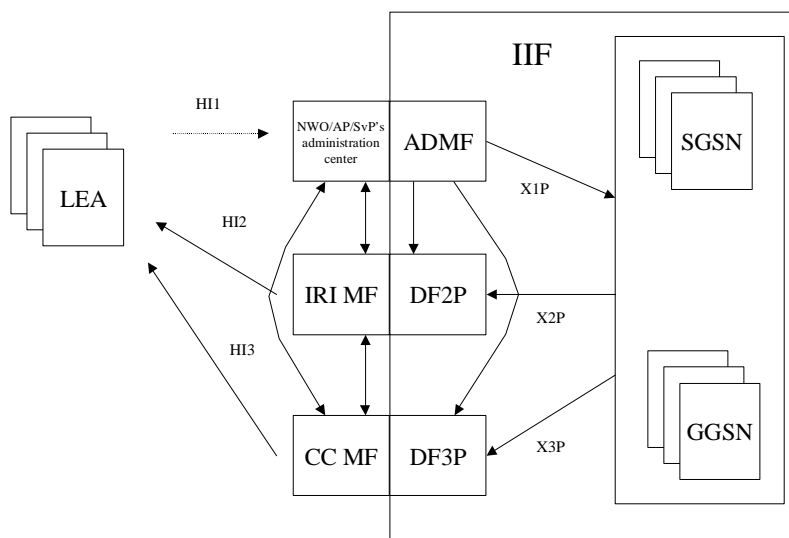 IIF
HI1
NWO/AP/SvP's
administration
center
ADMF
SGSN
LEA
X1P
HI2
IRI MF
DF2P
X2P
HI3
GGSN
CC MF
DF3P
X3P